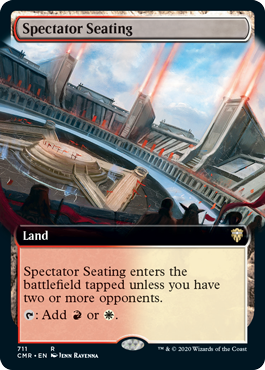 Spectator Seating
Land
Spectator Seating enters the
battlefield tapped unless you have
two or more opponents.
: Add or .
711 R
CMR • EN Jenn Ravenna
™ & © 2020 Wizards of the Coast